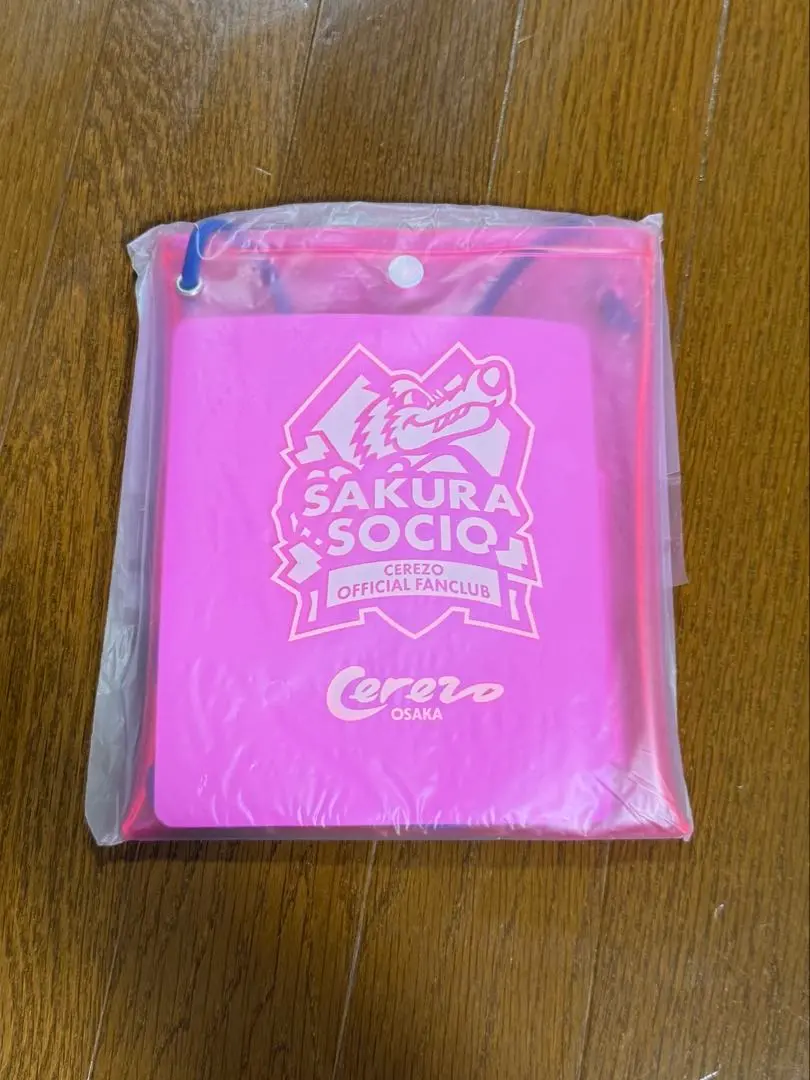 SAKURA
SOCIO
CEREZO
OFFICIAL FANCLUB
Cerezo
OSAKA